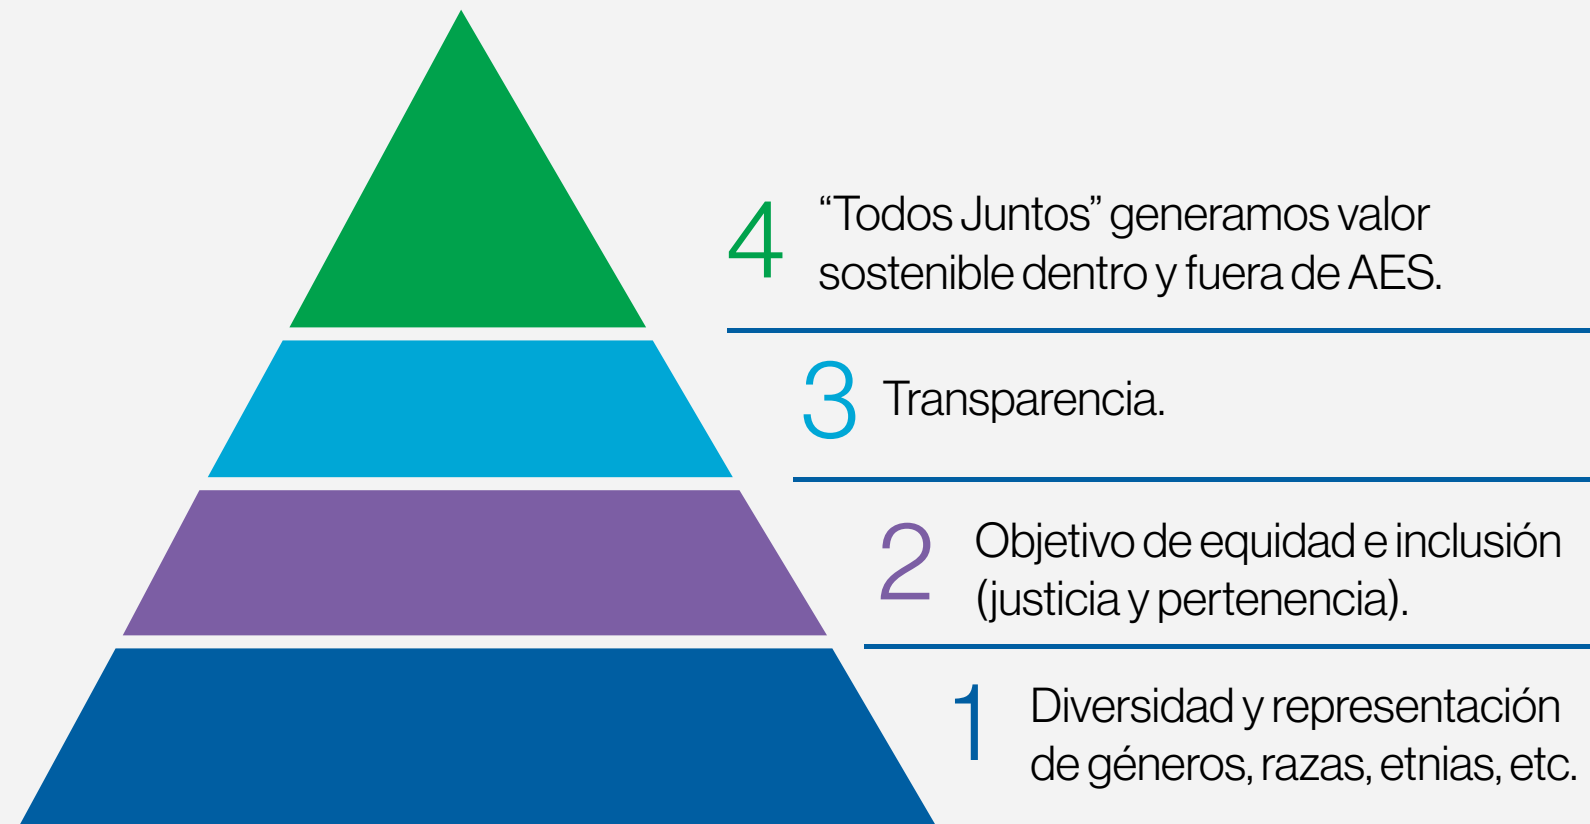 4
“Todos Juntos” generamos valor
sostenible dentro y fuera de AES.
3
Transparencia.
2
Objetivo de equidad e inclusión
(justicia y pertenencia).
1
Diversidad y representación
de géneros, razas, etnias, etc.